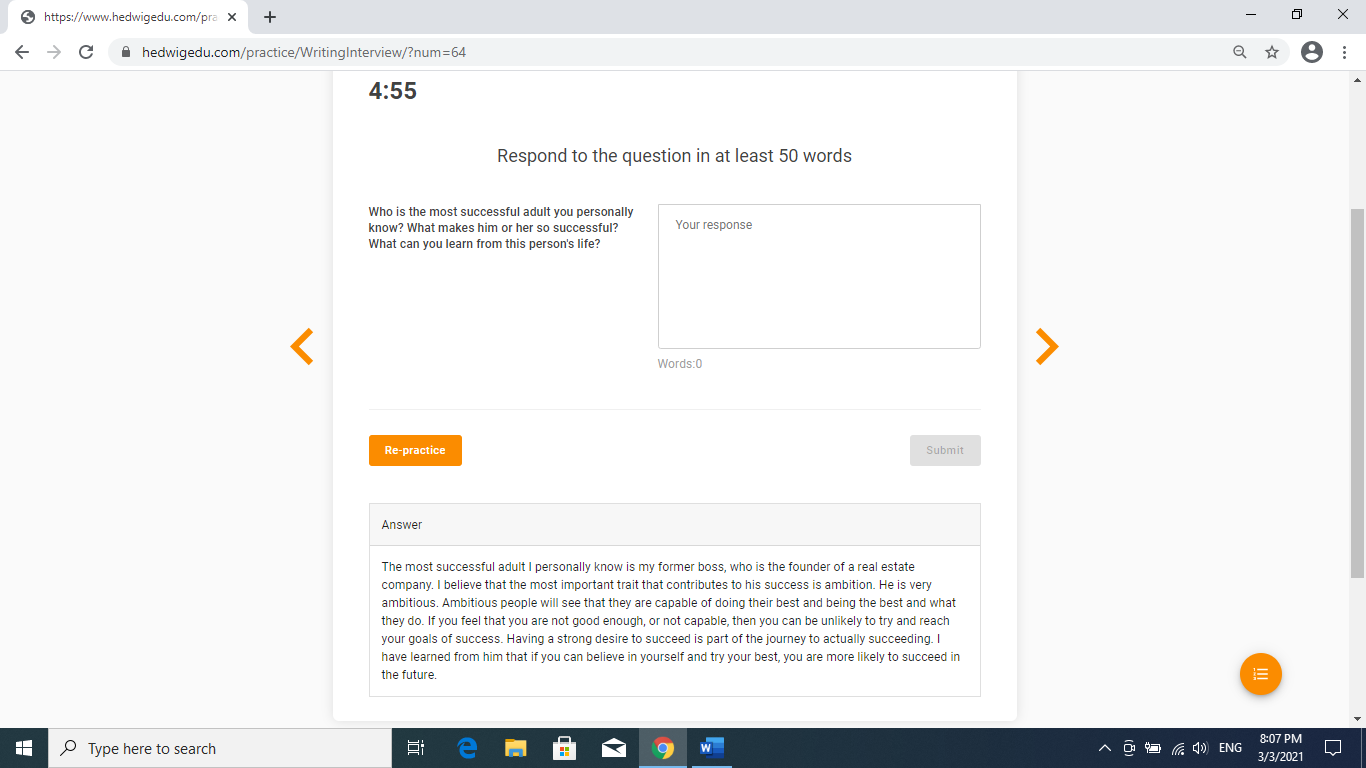 https://www.hedwigedu.com/pra
hedwigedu.com/practice/WritingInterview/?num=64
4:55
Respond to the question in at least 50 words
Who is the most successful adult you personally
know? What makes him or her so successful?
What can you learn from this person's life?
Your response
Words:0
Re-practice
Submit
Answer
The most successful adult I personally know is my former boss, who is the founder of a real estate
company. I believe that the most important trait that contributes to his success is ambition. He is very
ambitious. Ambitious people will see that they are capable of doing their best and being the best and what
they do. If you feel that you are not good enough, or not capable, then you can be unlikely to try and reach
your goals of success. Having a strong desire to succeed is part of the journey to actually succeeding. I
have learned from him that if you can believe in yourself and try your best, you are more likely to succeed in
the future.
Type here to search
ENG
8:07 PM
3/3/2021